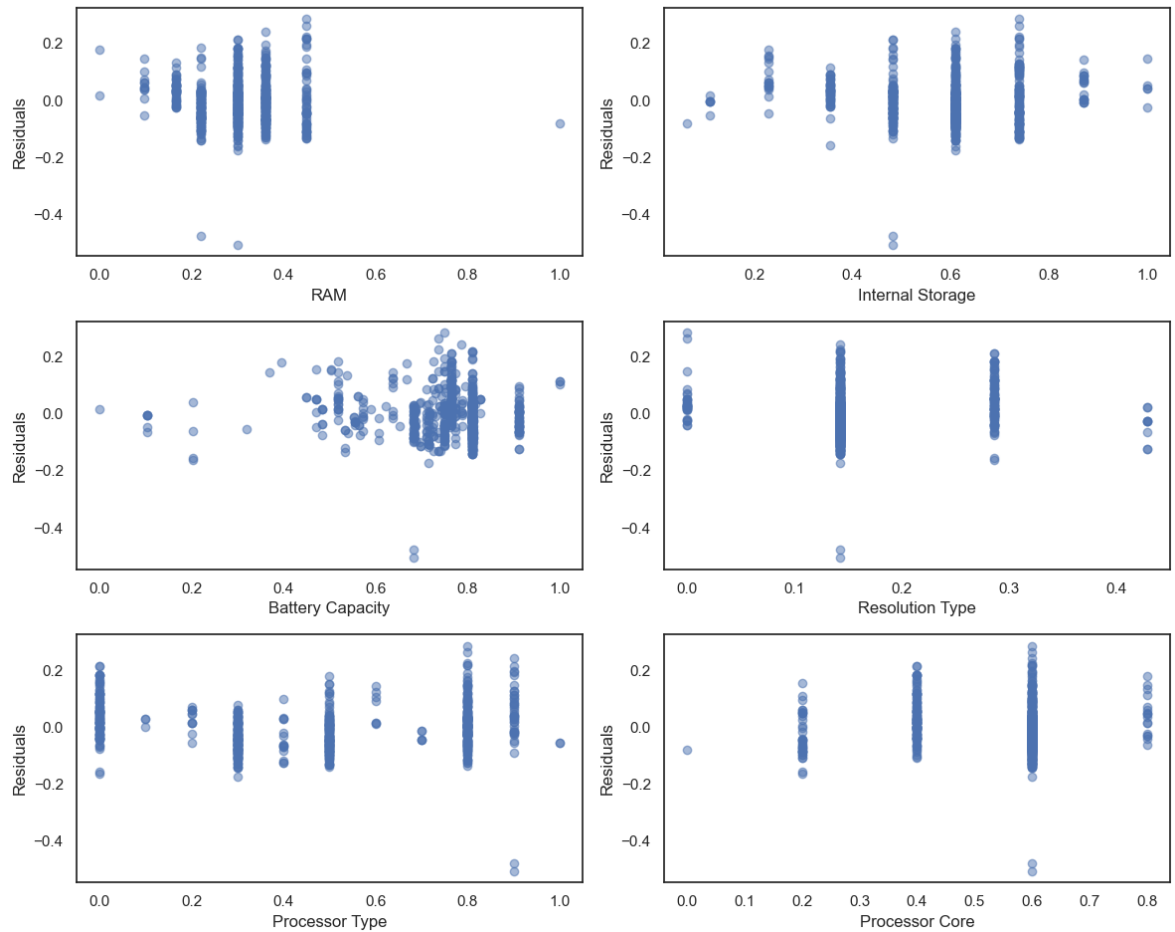 0.2
0.0
−0.2
−0.4
Residuals
0.0 0.2 0.4 0.6 0.8 1.0
RAM
0.2
0.0
−0.2
−0.4
Residuals
0.2 0.4 0.6 0.8 1.0
Internal Storage
0.2
0.0
−0.2
−0.4
Residuals
0.0 0.2 0.4 0.6 0.8 1.0
Battery Capacity
0.2
0.0
−0.2
−0.4
Residuals
0.0 0.1 0.2 0.3 0.4
Resolution Type
0.2
0.0
−0.2
−0.4
Residuals
0.0 0.2 0.4 0.6 0.8 1.0
Processor Type
0.2
0.0
−0.2
−0.4
Residuals
0.0 0.1 0.2 0.3 0.4 0.5 0.6 0.7 0.8
Processor Core